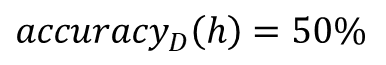 accuracy_D(h) = 50%